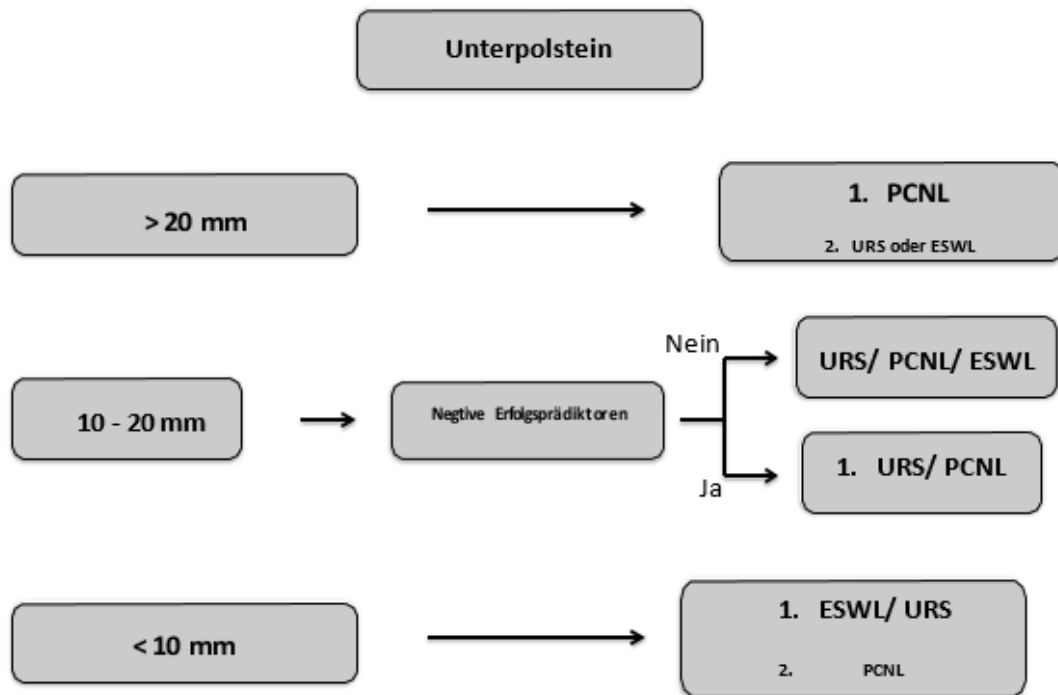 Unterpolstein
> 20 mm
1. PCNL
2. URS oder ESWL
10 - 20 mm
Negtive Erfolgsprädiktoren
Nein
URS/ PCNL/ ESWL
Ja
1. URS/ PCNL
< 10 mm
1. ESWL/ URS
2. PCNL